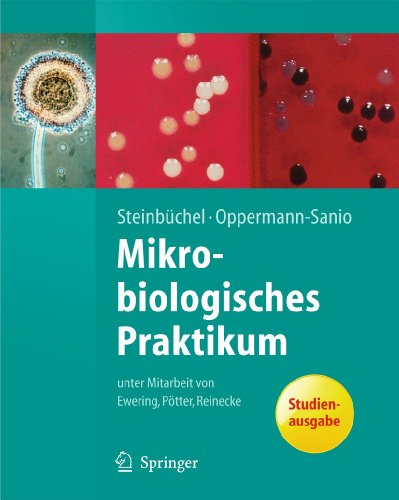 Steinbüchel · Oppermann-Sanio
Mikro-
biologisches
Praktikum
unter Mitarbeit von
Ewering, Pötter, Reinecke
Studien-
ausgabe
Springer